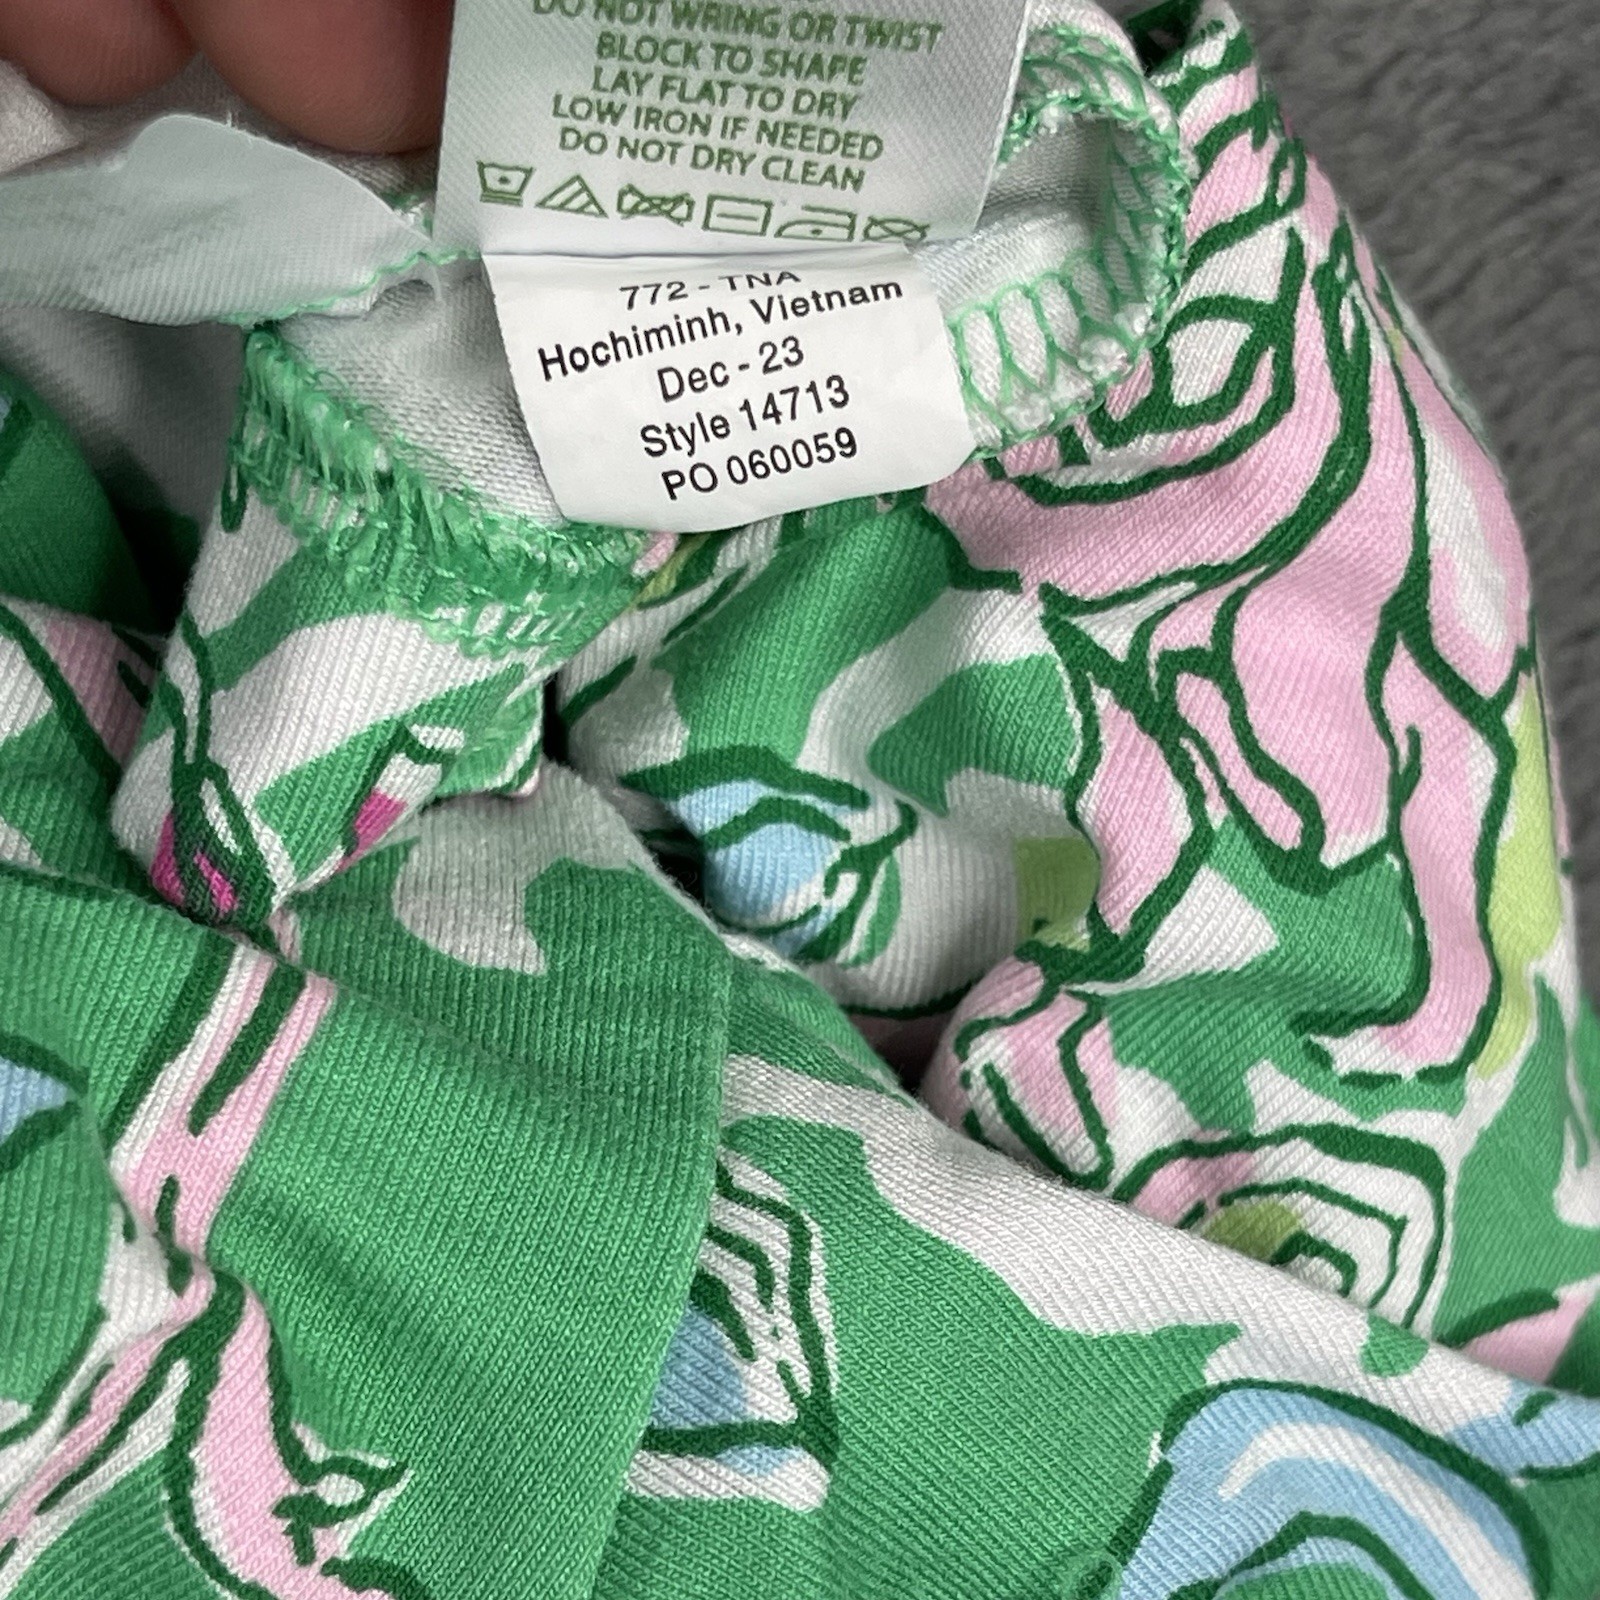 DO NOT WRING OR TWIST
BLOCK TO SHAPE
LAY FLAT TO DRY
LOW IRON IF NEEDED
DO NOT DRY CLEAN
772 - TNA
Hochiminh, Vietnam
Dec - 23
Style 14713
PO 060059